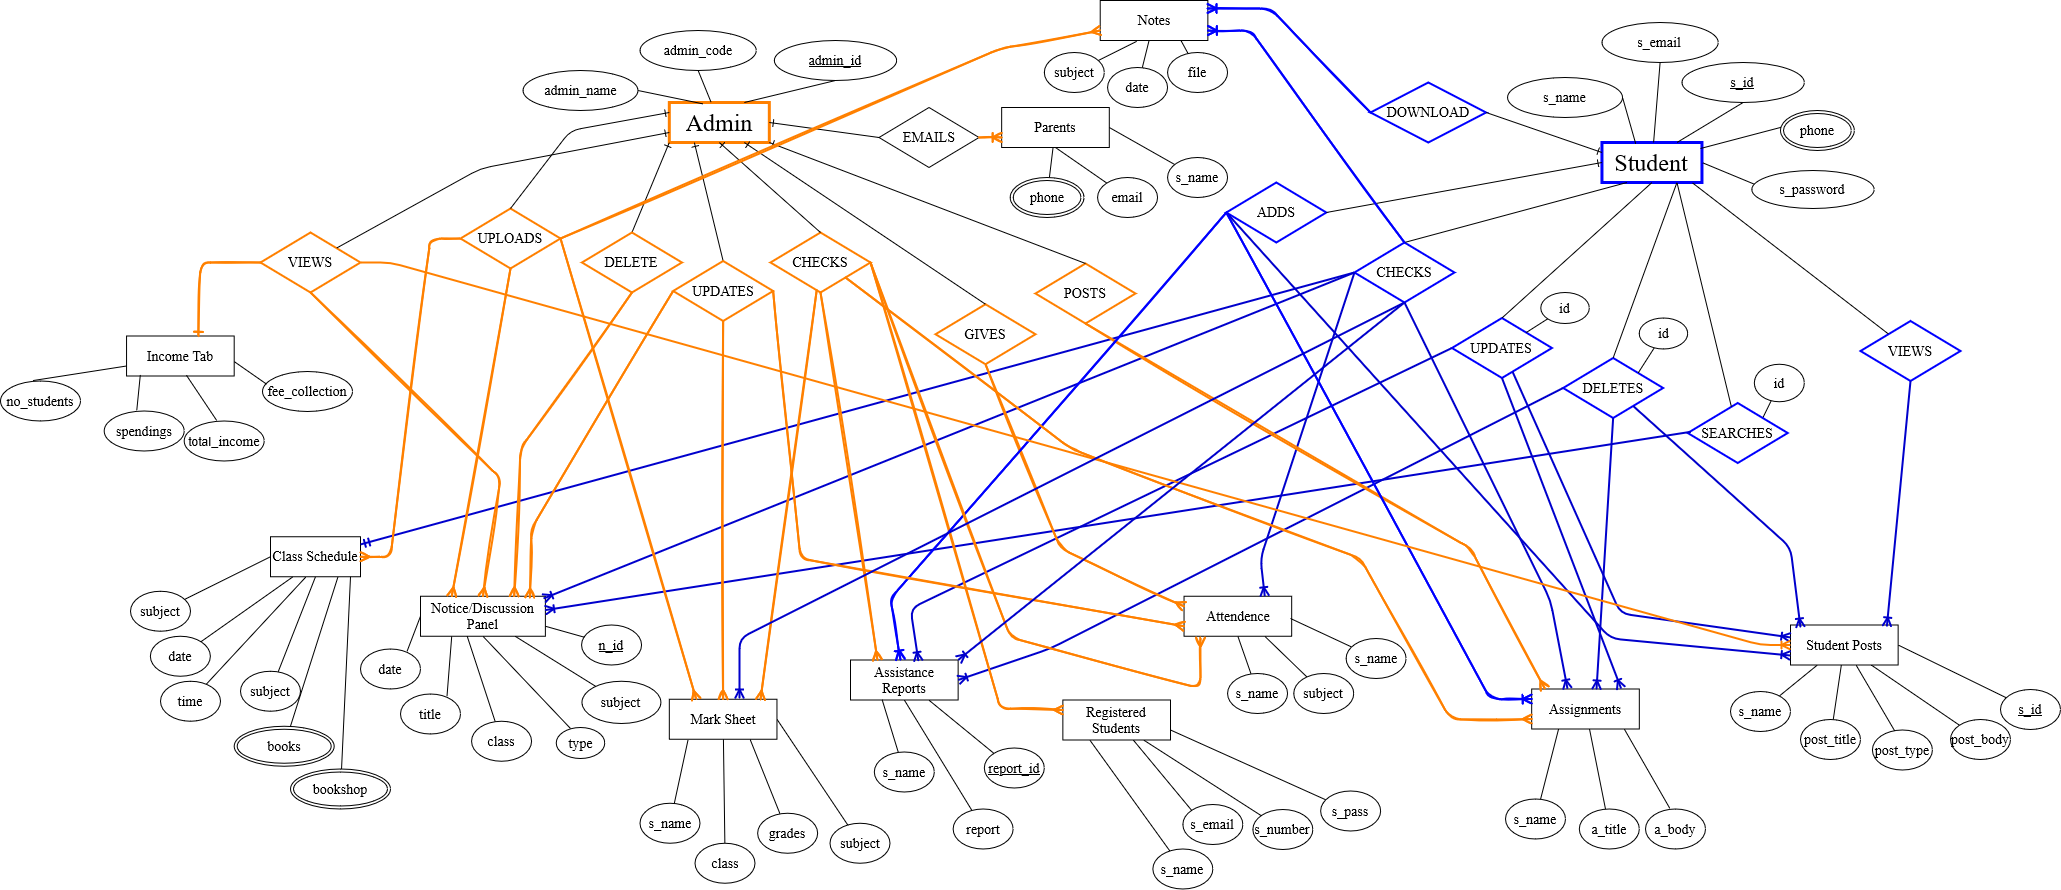 Notes
s_email
admin_code
admin_id
subject
file
s_id
date
admin_name
s_name
DOWNLOAD
Admin
Parents
phone
EMAILS
Student
s_name
s_password
phone
email
ADDS
UPLOADS
VIEWS
DELETE
CHECKS
CHECKS
UPDATES
POSTS
id
GIVES
id
UPDATES
VIEWS
Income Tab
DELETES
id
fee_collection
no_students
spendings
total_income
SEARCHES
Class Schedule
subject
Notice/Discussion
Panel
Attendence
n_id
Student Posts
date
date
s_name
Assistance
Reports
subject
time
s_name
subject
subject
s_id
title
Mark Sheet
Registered
Students
Assignments
s_name
class
type
post_title
post_type
post_body
books
s_name
report_id
bookshop
s_name
grades
report
s_email
s_number
s_pass
s_name
a_title
a_body
subject
class
s_name